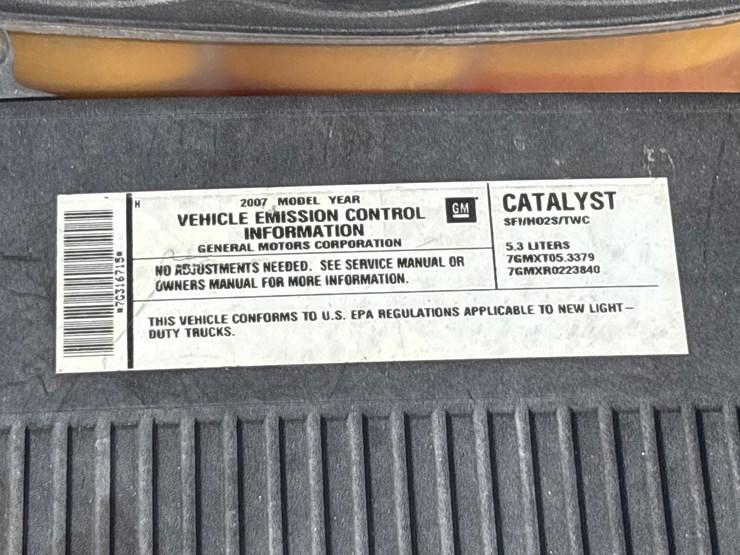 *7G316715*
H
2007 MODEL YEAR
VEHICLE EMISSION CONTROL
INFORMATION
GENERAL MOTORS CORPORATION
GM
NO ADJUSTMENTS NEEDED. SEE SERVICE MANUAL OR
OWNERS MANUAL FOR MORE INFORMATION.
CATALYST
SFI/HO2S/TWC
5.3 LITERS
7GMXT05.3379
7GMXR0223840
THIS VEHICLE CONFORMS TO U.S. EPA REGULATIONS APPLICABLE TO NEW LIGHT-
DUTY TRUCKS.